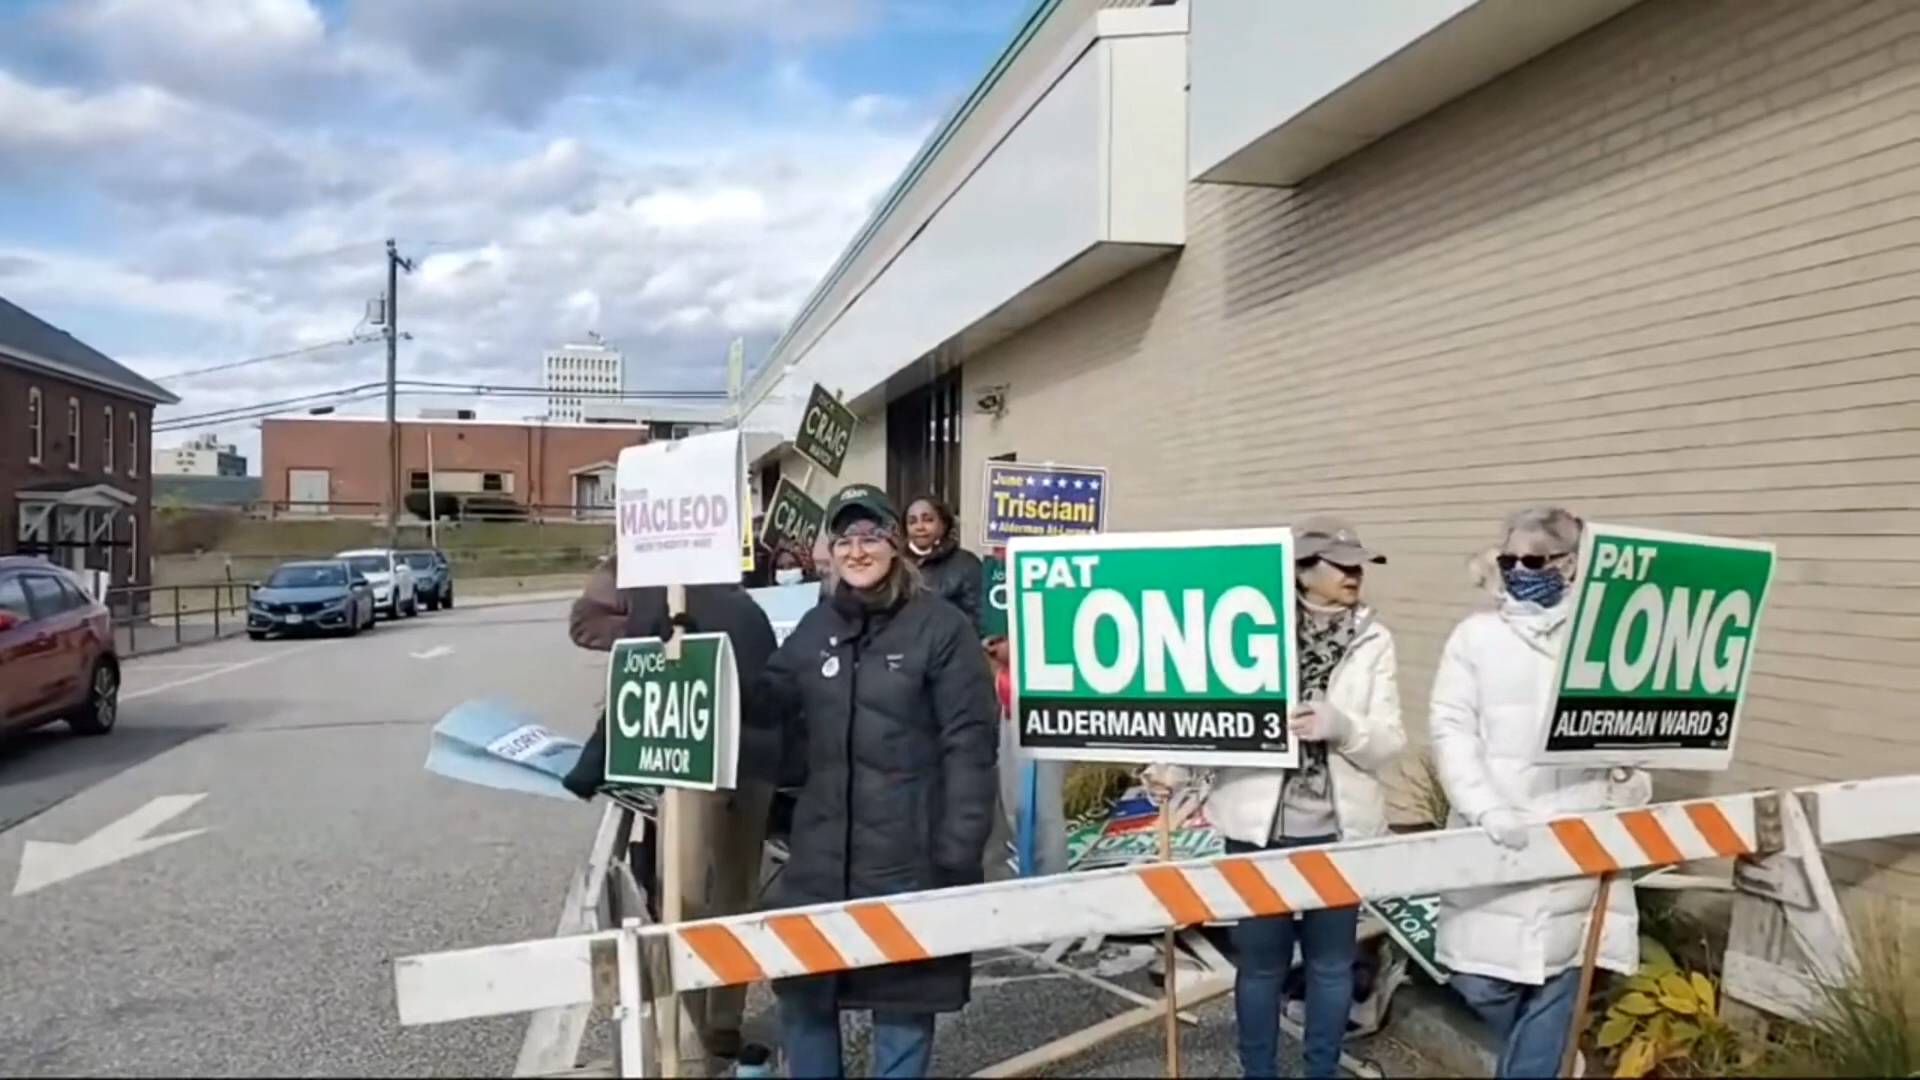 MACLEOD
CRAIG
MAYOR
CRAIG
Joyce
CRAIG
MAYOR
June
Trisciani
Alderman At-Large
PAT
LONG
ALDERMAN WARD 3
PAT
LONG
ALDERMAN WARD 3
MAYOR